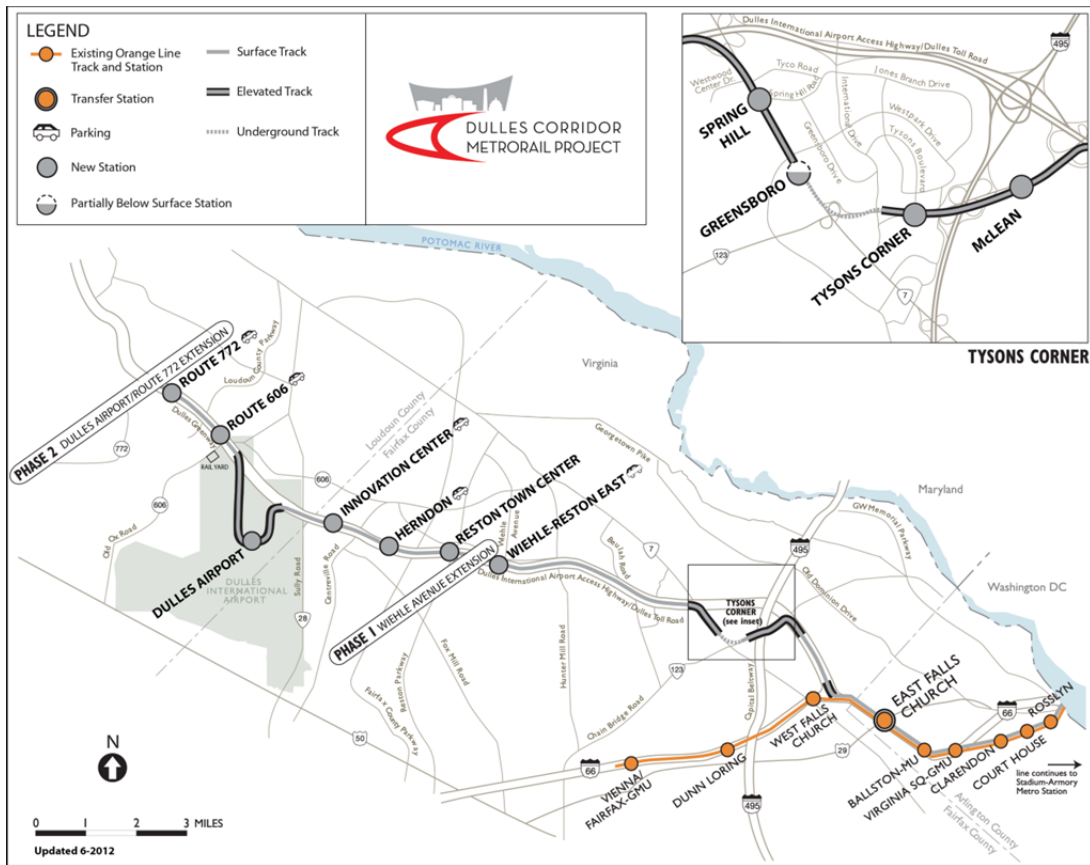 LEGEND
Existing Orange Line
Track and Station
Transfer Station
Parking
New Station
Partially Below Surface Station
Surface Track
Elevated Track
Underground Track
DULLES CORRIDOR
METRORAIL PROJECT
Dulles International Airport Access Highway/Dulles Toll Road
495
Westwood
Center Dr
Tyco Road
Spring Hill Road
International Drive
Jones Branch Drive
Westpark Drive
Greensboro Drive
Tysons Boulevard
SPRING
HILL
GREENSBORO
TYSONS CORNER
McLEAN
123
7
TYSONS CORNER
POTOMAC RIVER
Virginia
Maryland
Washington DC
PHASE 2 DULLES AIRPORT/ROUTE 772 EXTENSION
ROUTE 772
Loudoun County Parkway
ROUTE 606
Dulles Greenway
772
RAIL YARD
606
606
Old Ox Road
Loudoun County
Fairfax County
INNOVATION CENTER
HERNDON
RESTON TOWN CENTER
Wiehle
Avenue
WIEHLE-RESTON EAST
PHASE 1 WIEHLE AVENUE EXTENSION
DULLES AIRPORT
DULLES
INTERNATIONAL
AIRPORT
Sully Road
28
Centreville Road
Georgetown Pike
7
Beulah Road
Dulles International Airport Access Highway/Dulles Toll Road
495
GW Memorial Parkway
Old Dominion Drive
TYSONS
CORNER
(see inset)
123
Fox Mill Road
Reston Parkway
Fairfax County Parkway
Hunter Mill Road
Chain Bridge Road
Capital Beltway
50
66
29
495
66
VIENNA/
FAIRFAX-GMU
DUNN LORING
WEST FALLS
CHURCH
EAST FALLS
CHURCH
BALLSTON-MU
VIRGINIA SQ-GMU
CLARENDON
COURT HOUSE
ROSSLYN
line continues to
Stadium-Armory
Metro Station
Arlington County
Fairfax County
N
0 1 2 3 MILES
Updated 6-2012